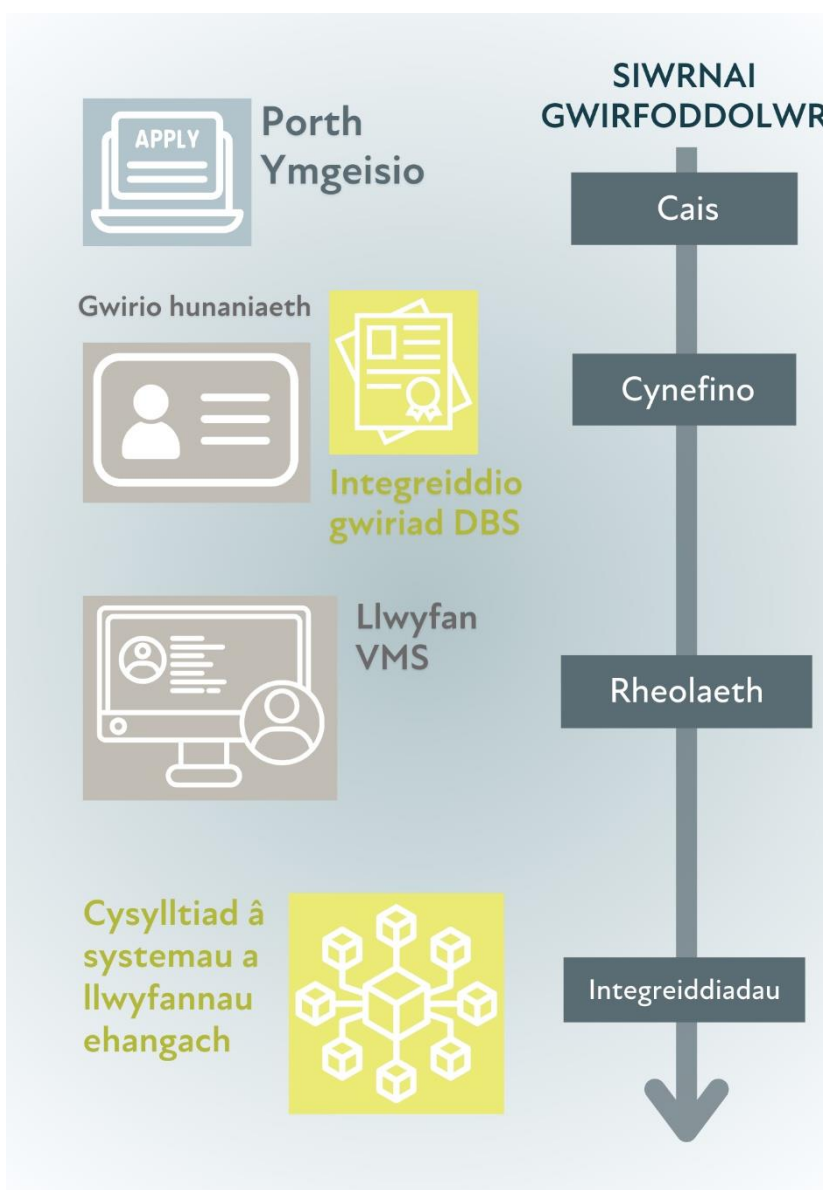 SIWRNAI
GWIRFODDOLWR
Porth
Ymgeisio
APPLY
Cais
Gwirio hunaniaeth
Cynefino
Integreiddio
gwiriad DBS
Llwyfan
VMS
Rheolaeth
Cysylltiad â
systemau a
llwyfannau
ehangach
Integreiddiadau